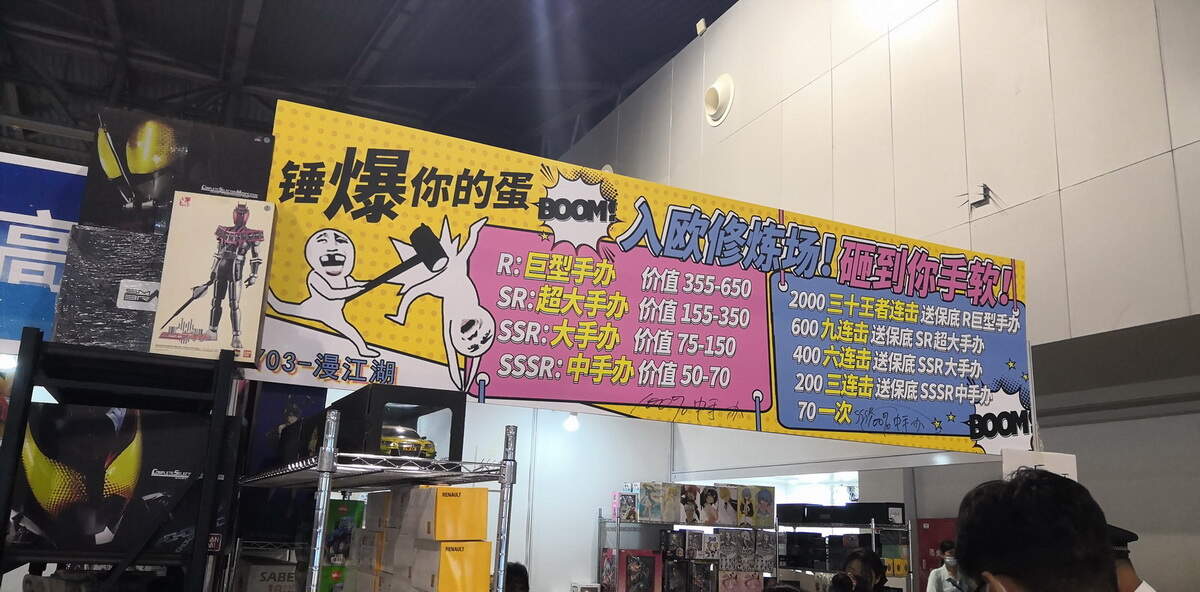 锤爆你的蛋
BOOM!
入欧修炼场!砸到你手软!
R:巨型手办 价值 355-650
SR:超大手办 价值 155-350
SSR:大手办 价值 75-150
SSSR:中手办 价值 50-70
2000 三十王者连击 送保底 R巨型手办
600 九连击 送保底 SR超大手办
400 六连击 送保底 SSR大手办
200 三连击 送保底 SSSR中手办
70 一次
BOOM
03-漫江湖
高
RENAULT
RENAULT
SABE